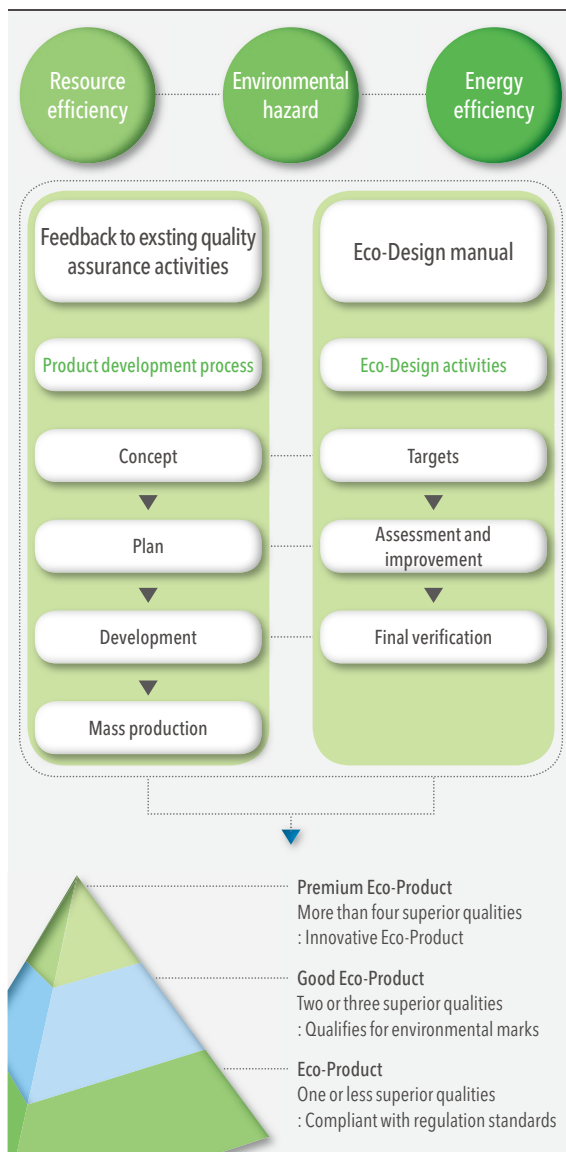 Resource
efficiency
Environmental
hazard
Energy
efficiency
Feedback to exsting quality
assurance activities
Product development process
Concept
Plan
Development
Mass production
Eco-Design manual
Eco-Design activities
Targets
Assessment and
improvement
Final verification
Premium Eco-Product
More than four superior qualities
: Innovative Eco-Product
Good Eco-Product
Two or three superior qualities
: Qualifies for environmental marks
Eco-Product
One or less superior qualities
: Compliant with regulation standards